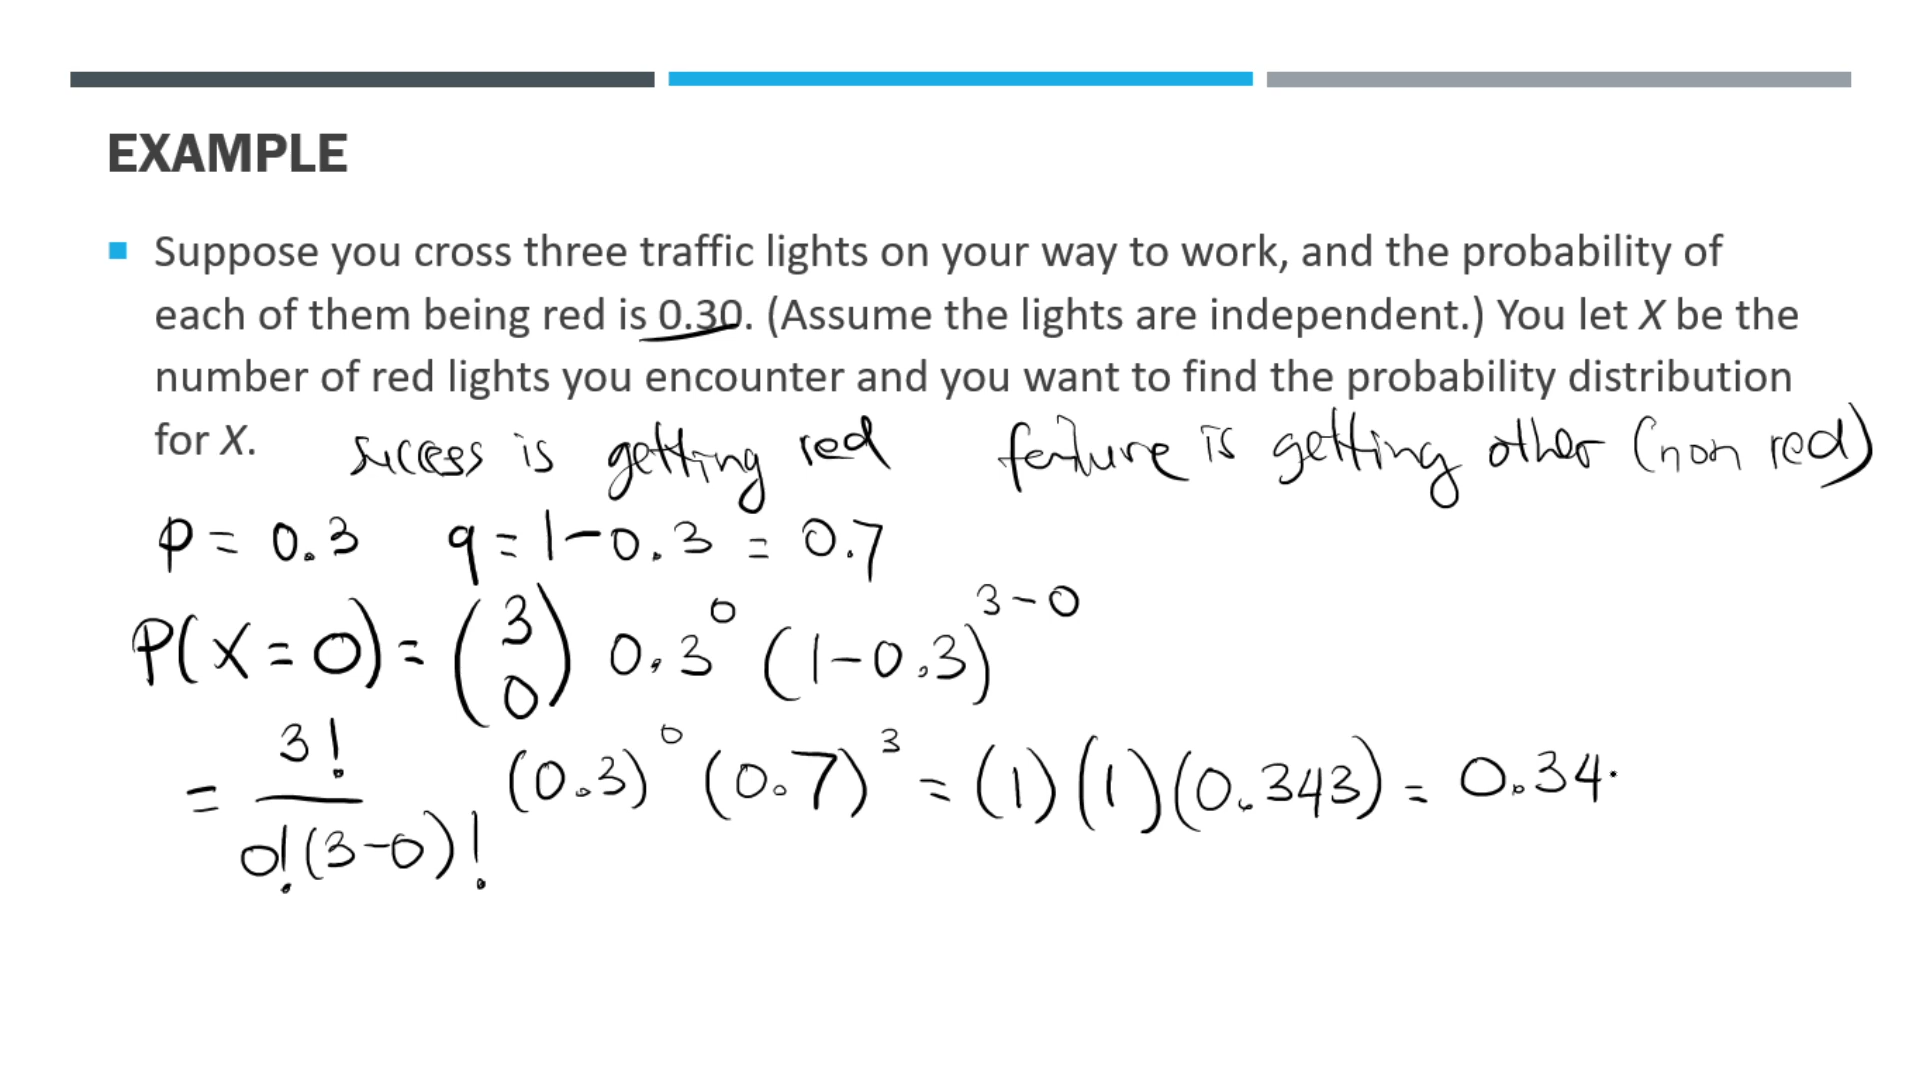 EXAMPLE
Suppose you cross three traffic lights on your way to work, and the probability of
each of them being red is 0.30. (Assume the lights are independent.) You let X be the
number of red lights you encounter and you want to find the probability distribution
for X. success is getting red failure is getting other (non red)
p = 0.3 q = 1 - 0.3 = 0.7
P(X = 0) = (3 0) 0.3^0 (1-0.3)^3-0
= 3! / 0!(3-0)! (0.3)^0 (0.7)^3 = (1)(1)(0.343) = 0.34